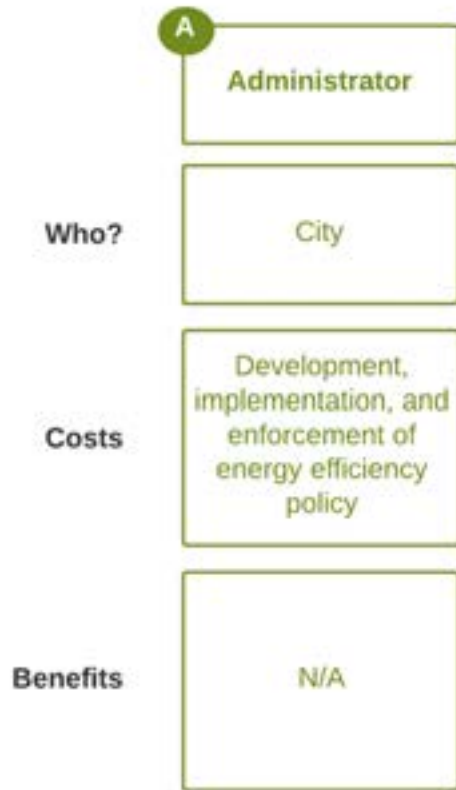 A
Administrator
Who?
City
Costs
Development,
implementation, and
enforcement of
energy efficiency
policy
Benefits
N/A